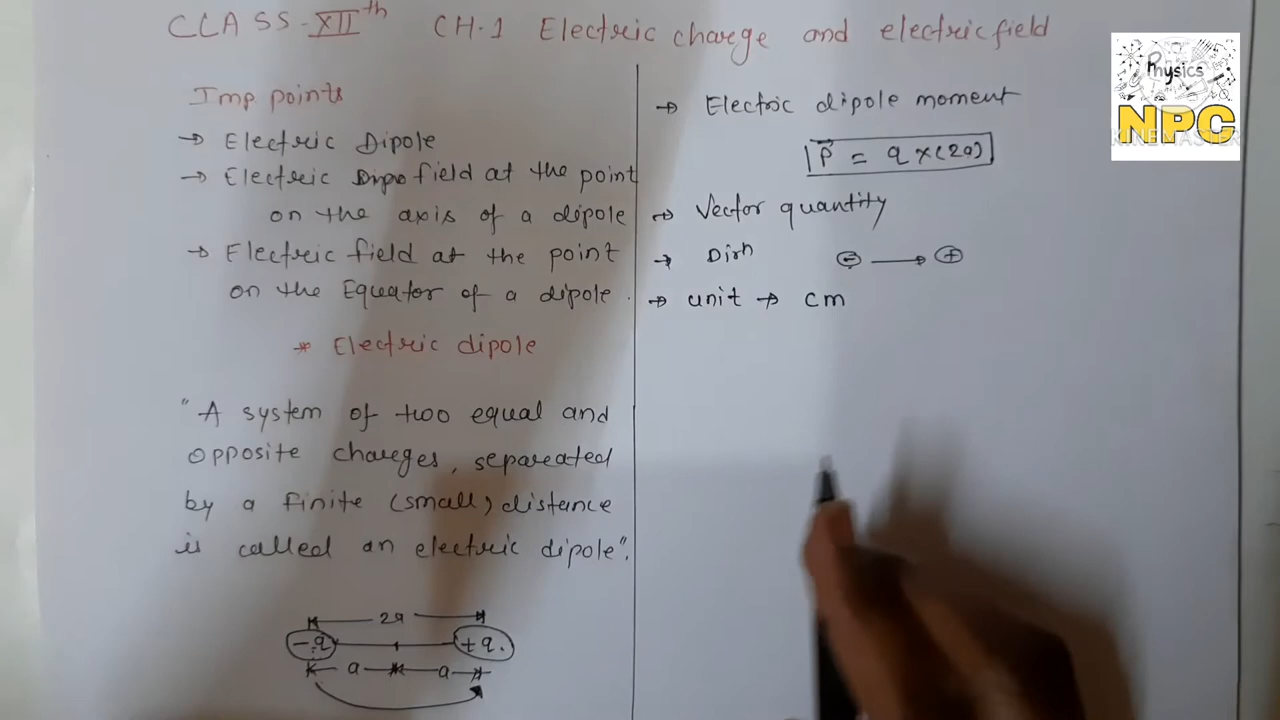 CLASS-XIIth CH.1 Electric charge and electric field
Imp points
→ Electric Dipole
→ Electric field at the point
on the axis of a dipole
→ Electric field at the point
on the Equator of a dipole.
* Electric dipole
"A system of two equal and
opposite charges, separeated
by a finite (small) distance
is called an electric dipole".
2a
-q +q.
a a
→ Electric dipole moment
P⃗ = q×(2a)
→ Vector quantity
→ Dirn ⊖ → ⊕
→ unit → cm
Physics
NPC
KINEMASTER